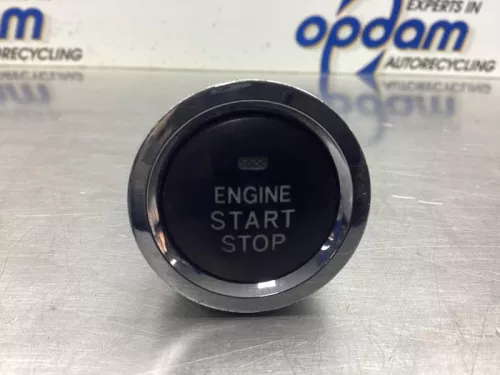 EXPERTS IN
opdam
AUTORECYCLING
ENGINE
START
STOP